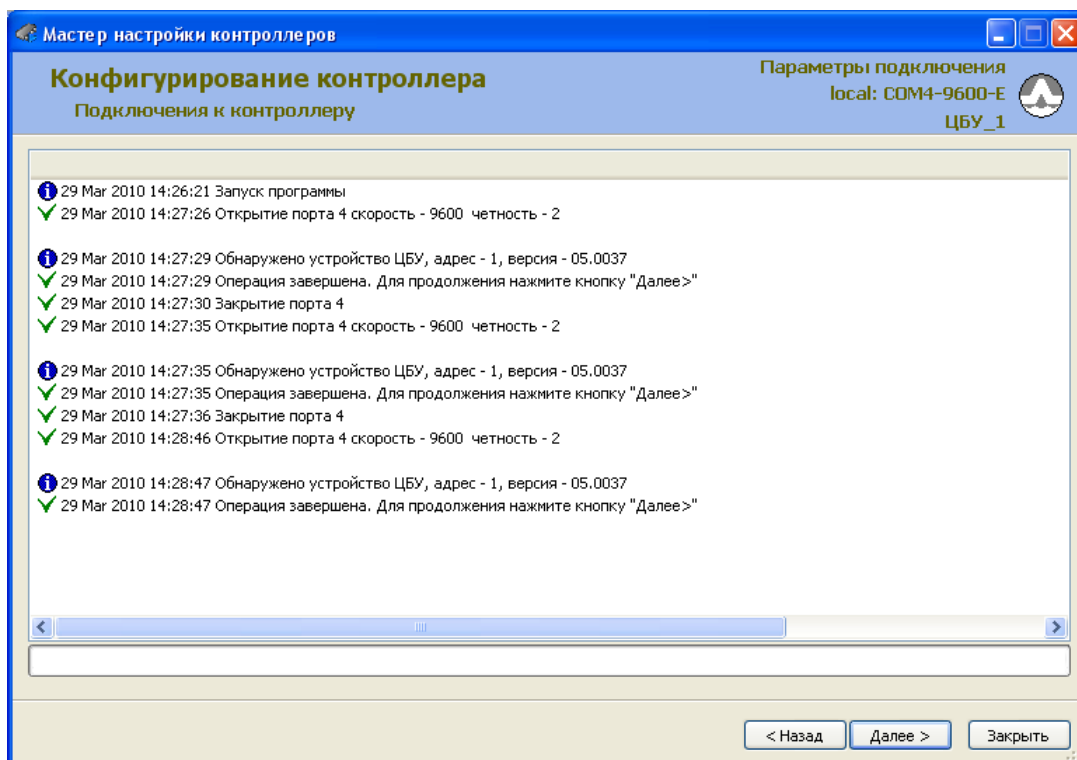 Мастер настройки контроллеров
Конфигурирование контроллера
Подключения к контроллеру
Параметры подключения
local: COM4-9600-E
ЦБУ_1
29 Mar 2010 14:26:21 Запуск программы
29 Mar 2010 14:27:26 Открытие порта 4 скорость - 9600 четность - 2
29 Mar 2010 14:27:29 Обнаружено устройство ЦБУ, адрес - 1, версия - 05.0037
29 Mar 2010 14:27:29 Операция завершена. Для продолжения нажмите кнопку "Далее>"
29 Mar 2010 14:27:30 Закрытие порта 4
29 Mar 2010 14:27:35 Открытие порта 4 скорость - 9600 четность - 2
29 Mar 2010 14:27:35 Обнаружено устройство ЦБУ, адрес - 1, версия - 05.0037
29 Mar 2010 14:27:35 Операция завершена. Для продолжения нажмите кнопку "Далее>"
29 Mar 2010 14:27:36 Закрытие порта 4
29 Mar 2010 14:28:46 Открытие порта 4 скорость - 9600 четность - 2
29 Mar 2010 14:28:47 Обнаружено устройство ЦБУ, адрес - 1, версия - 05.0037
29 Mar 2010 14:28:47 Операция завершена. Для продолжения нажмите кнопку "Далее>"
< Назад
Далее >
Закрыть